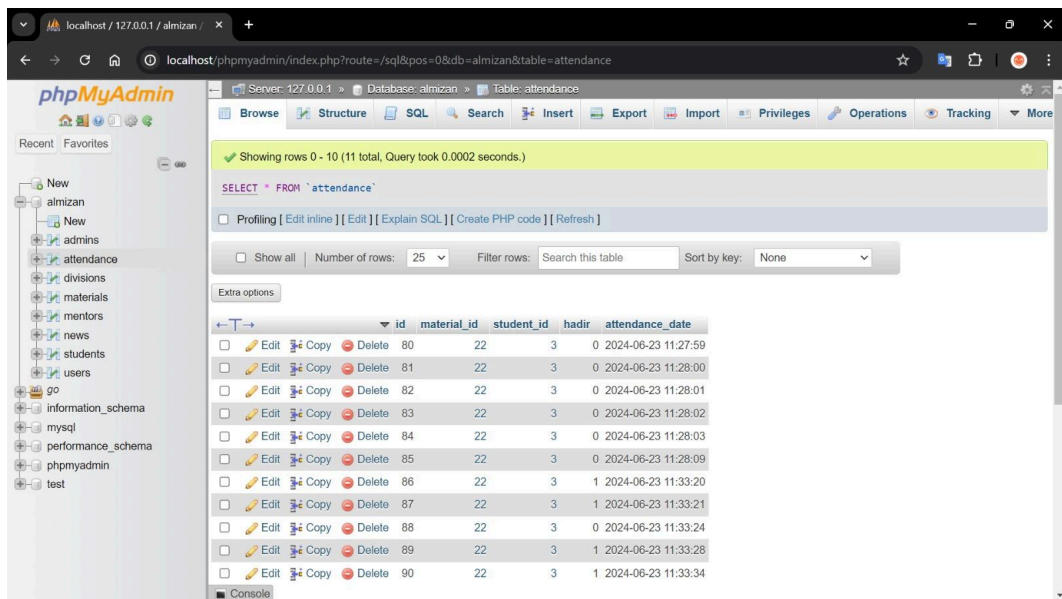 localhost / 127.0.0.1 / almizan /
localhost/phpmyadmin/index.php?route=/sql&pos=0&db=almizan&table=attendance
phpMyAdmin
Recent Favorites
New
almizan
New
admins
attendance
divisions
materials
mentors
news
students
users
go
information_schema
mysql
performance_schema
phpmyadmin
test
Server: 127.0.0.1 » Database: almizan » Table: attendance
Browse Structure SQL Search Insert Export Import Privileges Operations Tracking More
Showing rows 0 - 10 (11 total, Query took 0.0002 seconds.)
SELECT * FROM `attendance`
Profiling [ Edit inline ] [ Edit ] [ Explain SQL ] [ Create PHP code ] [ Refresh ]
Show all | Number of rows: 25 Filter rows: Search this table Sort by key: None
Extra options
←T→ id material_id student_id hadir attendance_date
Edit Copy Delete 80 22 3 0 2024-06-23 11:27:59
Edit Copy Delete 81 22 3 0 2024-06-23 11:28:00
Edit Copy Delete 82 22 3 0 2024-06-23 11:28:01
Edit Copy Delete 83 22 3 0 2024-06-23 11:28:02
Edit Copy Delete 84 22 3 0 2024-06-23 11:28:03
Edit Copy Delete 85 22 3 0 2024-06-23 11:28:09
Edit Copy Delete 86 22 3 1 2024-06-23 11:33:20
Edit Copy Delete 87 22 3 1 2024-06-23 11:33:21
Edit Copy Delete 88 22 3 0 2024-06-23 11:33:24
Edit Copy Delete 89 22 3 1 2024-06-23 11:33:28
Edit Copy Delete 90 22 3 1 2024-06-23 11:33:34
Console